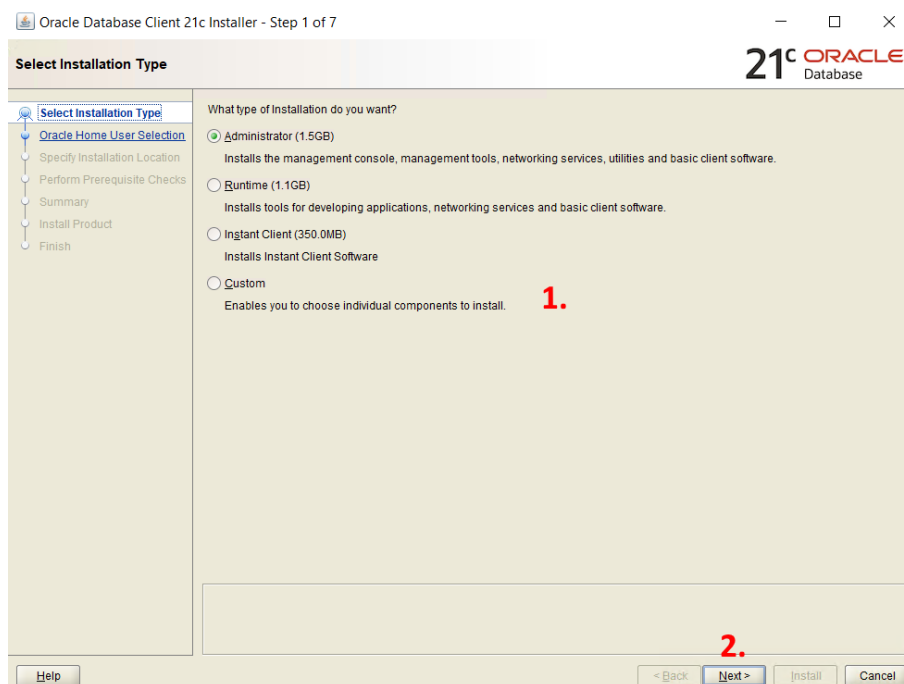 Oracle Database Client 21c Installer - Step 1 of 7
Select Installation Type
21c ORACLE
Database
Select Installation Type
Oracle Home User Selection
Specify Installation Location
Perform Prerequisite Checks
Summary
Install Product
Finish
What type of Installation do you want?
Administrator (1.5GB)
Installs the management console, management tools, networking services, utilities and basic client software.
Runtime (1.1GB)
Installs tools for developing applications, networking services and basic client software.
Instant Client (350.0MB)
Installs Instant Client Software
Custom
Enables you to choose individual components to install.
1.
2.
Help
< Back
Next >
Install
Cancel